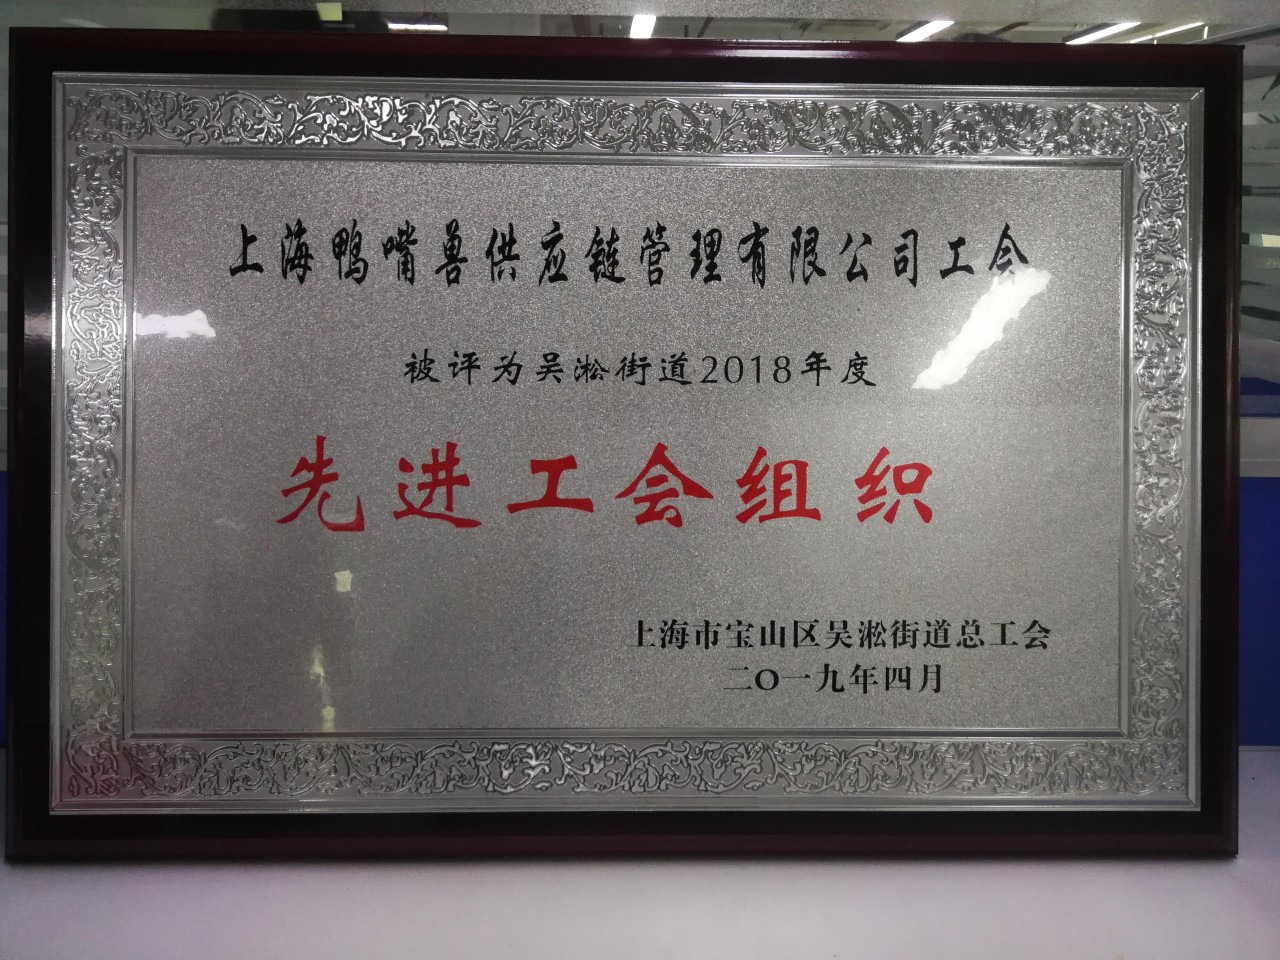 上海鸭嘴兽供应链管理有限公司工会
被评为吴淞街道2018年度
先进工会组织
上海市宝山区吴淞街道总工会
二〇一九年四月